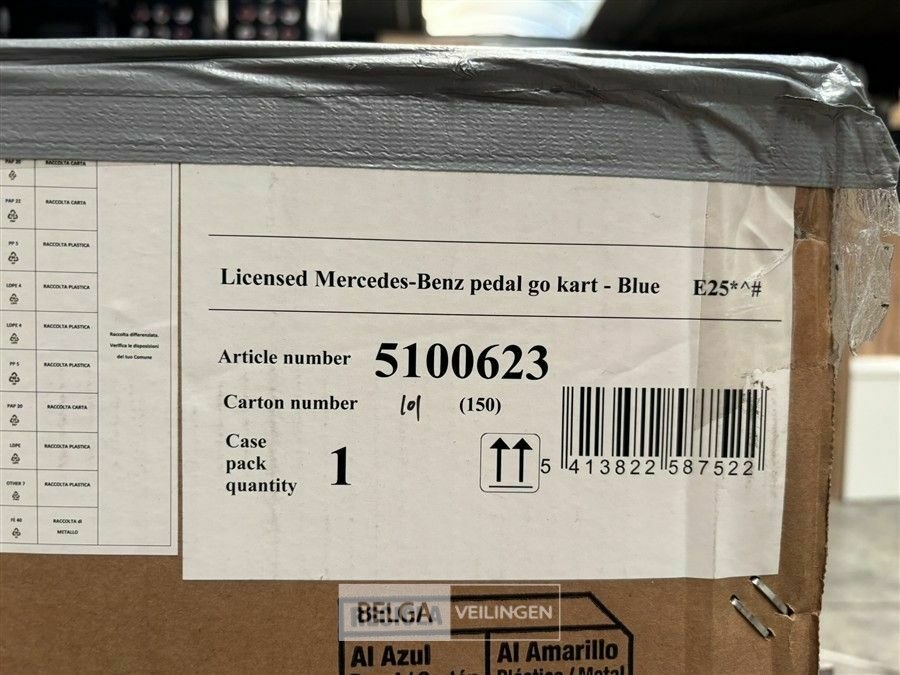 PAP 20 RACCOLTA CARTA
PAP 22 RACCOLTA CARTA
PP 5 RACCOLTA PLASTICA
LDPE 4 RACCOLTA PLASTICA
LDPE 4 RACCOLTA PLASTICA
PP 5 RACCOLTA PLASTICA
PAP 20 RACCOLTA CARTA
LDPE RACCOLTA PLASTICA
OTHER 7 RACCOLTA PLASTICA
FE 40 RACCOLTA di
METALLO
Raccolta differenziata.
Verifica le disposizioni
del tuo Comune
Licensed Mercedes-Benz pedal go kart - Blue E25*^#
Article number 5100623
Carton number 101 (150)
Case
pack
quantity 1
5 413822 587522
BELGA VEILINGEN
Al Azul
Al Amarillo
Plástico / Metal